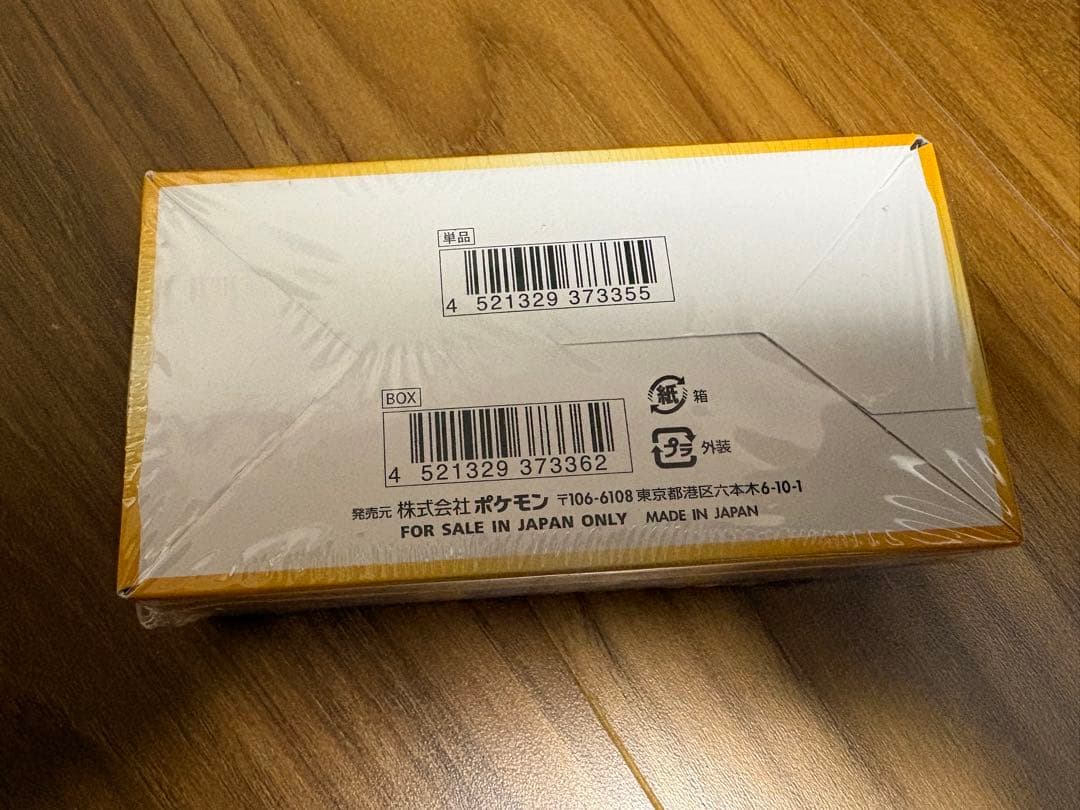 単品
4 521329 373355
BOX
4 521329 373362
紙 箱
プラ 外装
発売元 株式会社 ポケモン 〒106-6108 東京都港区六本木6-10-1
FOR SALE IN JAPAN ONLY MADE IN JAPAN